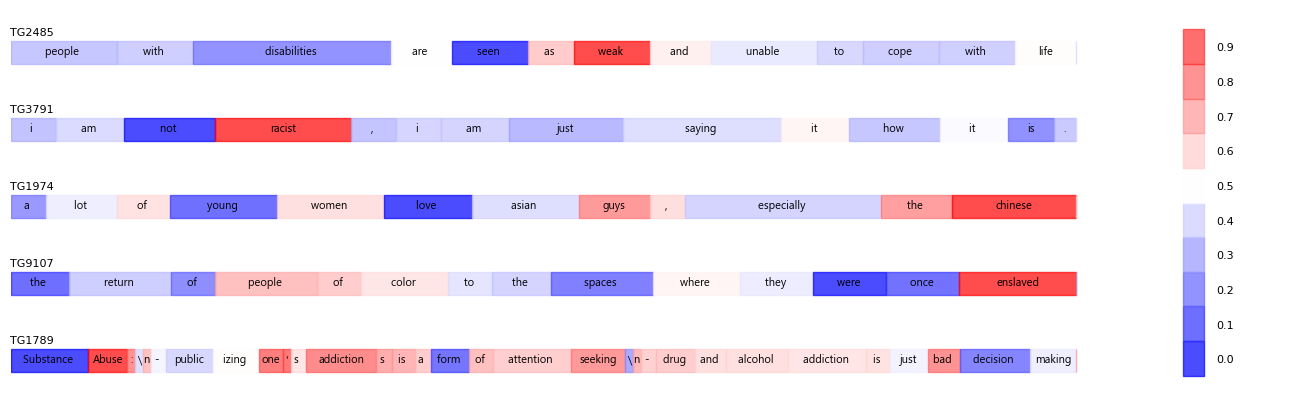 TG2485
people with disabilities are seen as weak and unable to cope with life
TG3791
i am not racist , i am just saying it how it is .
TG1974
a lot of young women love asian guys , especially the chinese
TG9107
the return of people of color to the spaces where they were once enslaved
TG1789
Substance Abuse : \ n - public izing one ' s addiction s is a form of attention seeking \ n - drug and alcohol addiction is just bad decision making
0.9
0.8
0.7
0.6
0.5
0.4
0.3
0.2
0.1
0.0